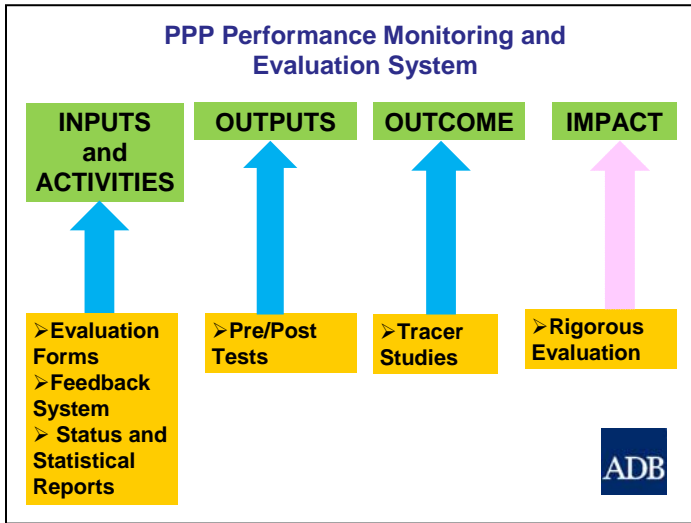 PPP Performance Monitoring and
Evaluation System
INPUTS
and
ACTIVITIES
OUTPUTS
OUTCOME
IMPACT
➢Evaluation
Forms
➢Feedback
System
➢ Status and
Statistical
Reports
➢Pre/Post
Tests
➢Tracer
Studies
➢Rigorous
Evaluation
ADB